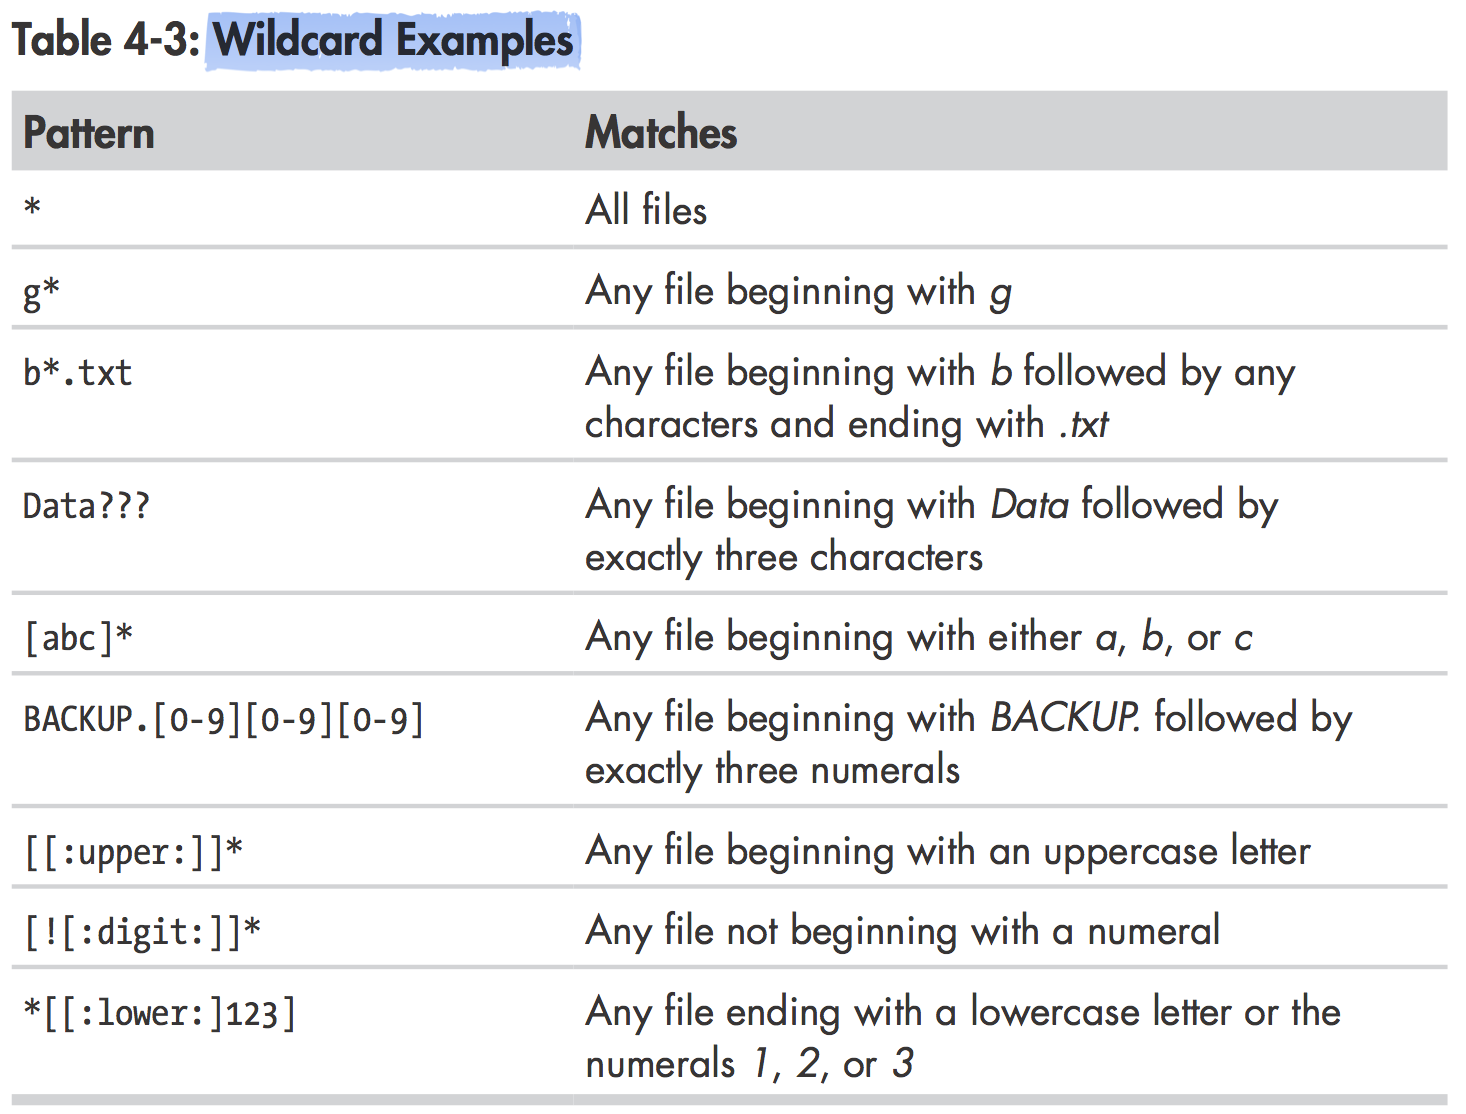 Table 4-3: Wildcard Examples
Pattern Matches
* All files
g* Any file beginning with g
b*.txt Any file beginning with b followed by any
characters and ending with .txt
Data??? Any file beginning with Data followed by
exactly three characters
[abc]* Any file beginning with either a, b, or c
BACKUP.[0-9][0-9][0-9] Any file beginning with BACKUP. followed by
exactly three numerals
[[:upper:]]* Any file beginning with an uppercase letter
[![:digit:]]* Any file not beginning with a numeral
*[[:lower:]123] Any file ending with a lowercase letter or the
numerals 1, 2, or 3